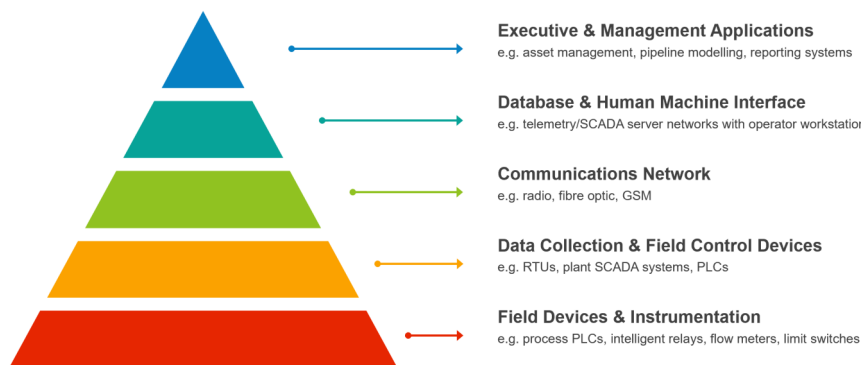 Executive & Management Applications
e.g. asset management, pipeline modelling, reporting systems
Database & Human Machine Interface
e.g. telemetry/SCADA server networks with operator workstation
Communications Network
e.g. radio, fibre optic, GSM
Data Collection & Field Control Devices
e.g. RTUs, plant SCADA systems, PLCs
Field Devices & Instrumentation
e.g. process PLCs, intelligent relays, flow meters, limit switches